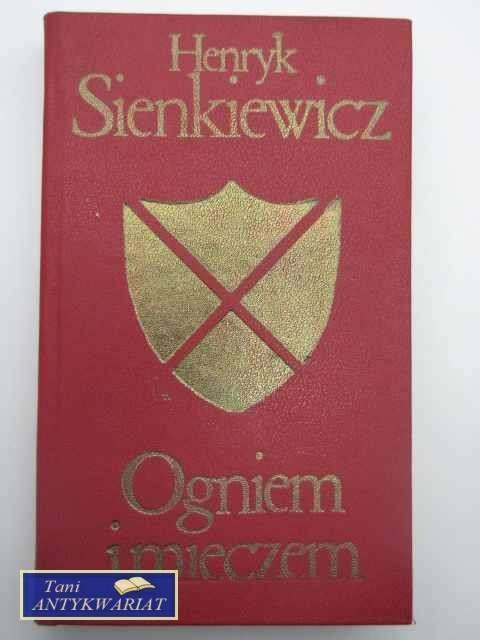 Henryk
Sienkiewicz
Ogniem
i mieczem
Tani
ANTYKWARIAT